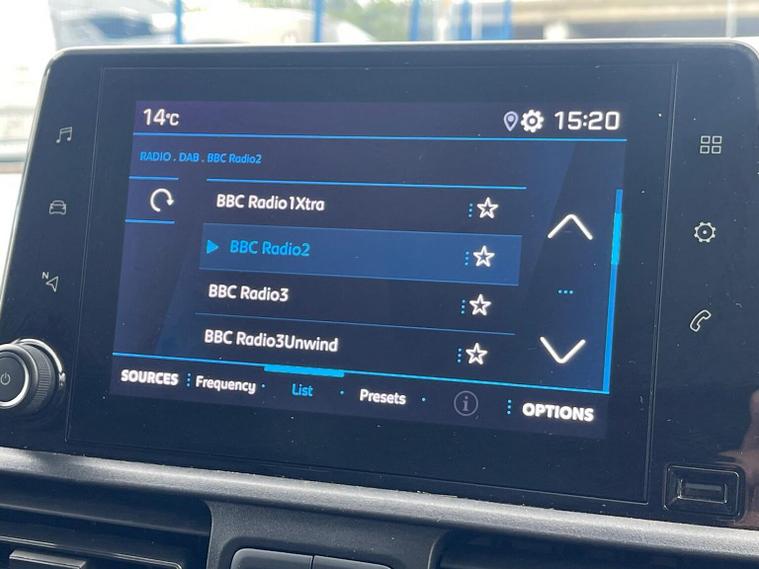 14°C 15:20
RADIO . DAB . BBC Radio2
BBC Radio1Xtra
BBC Radio2
BBC Radio3
BBC Radio3Unwind
SOURCES Frequency List Presets i OPTIONS
N